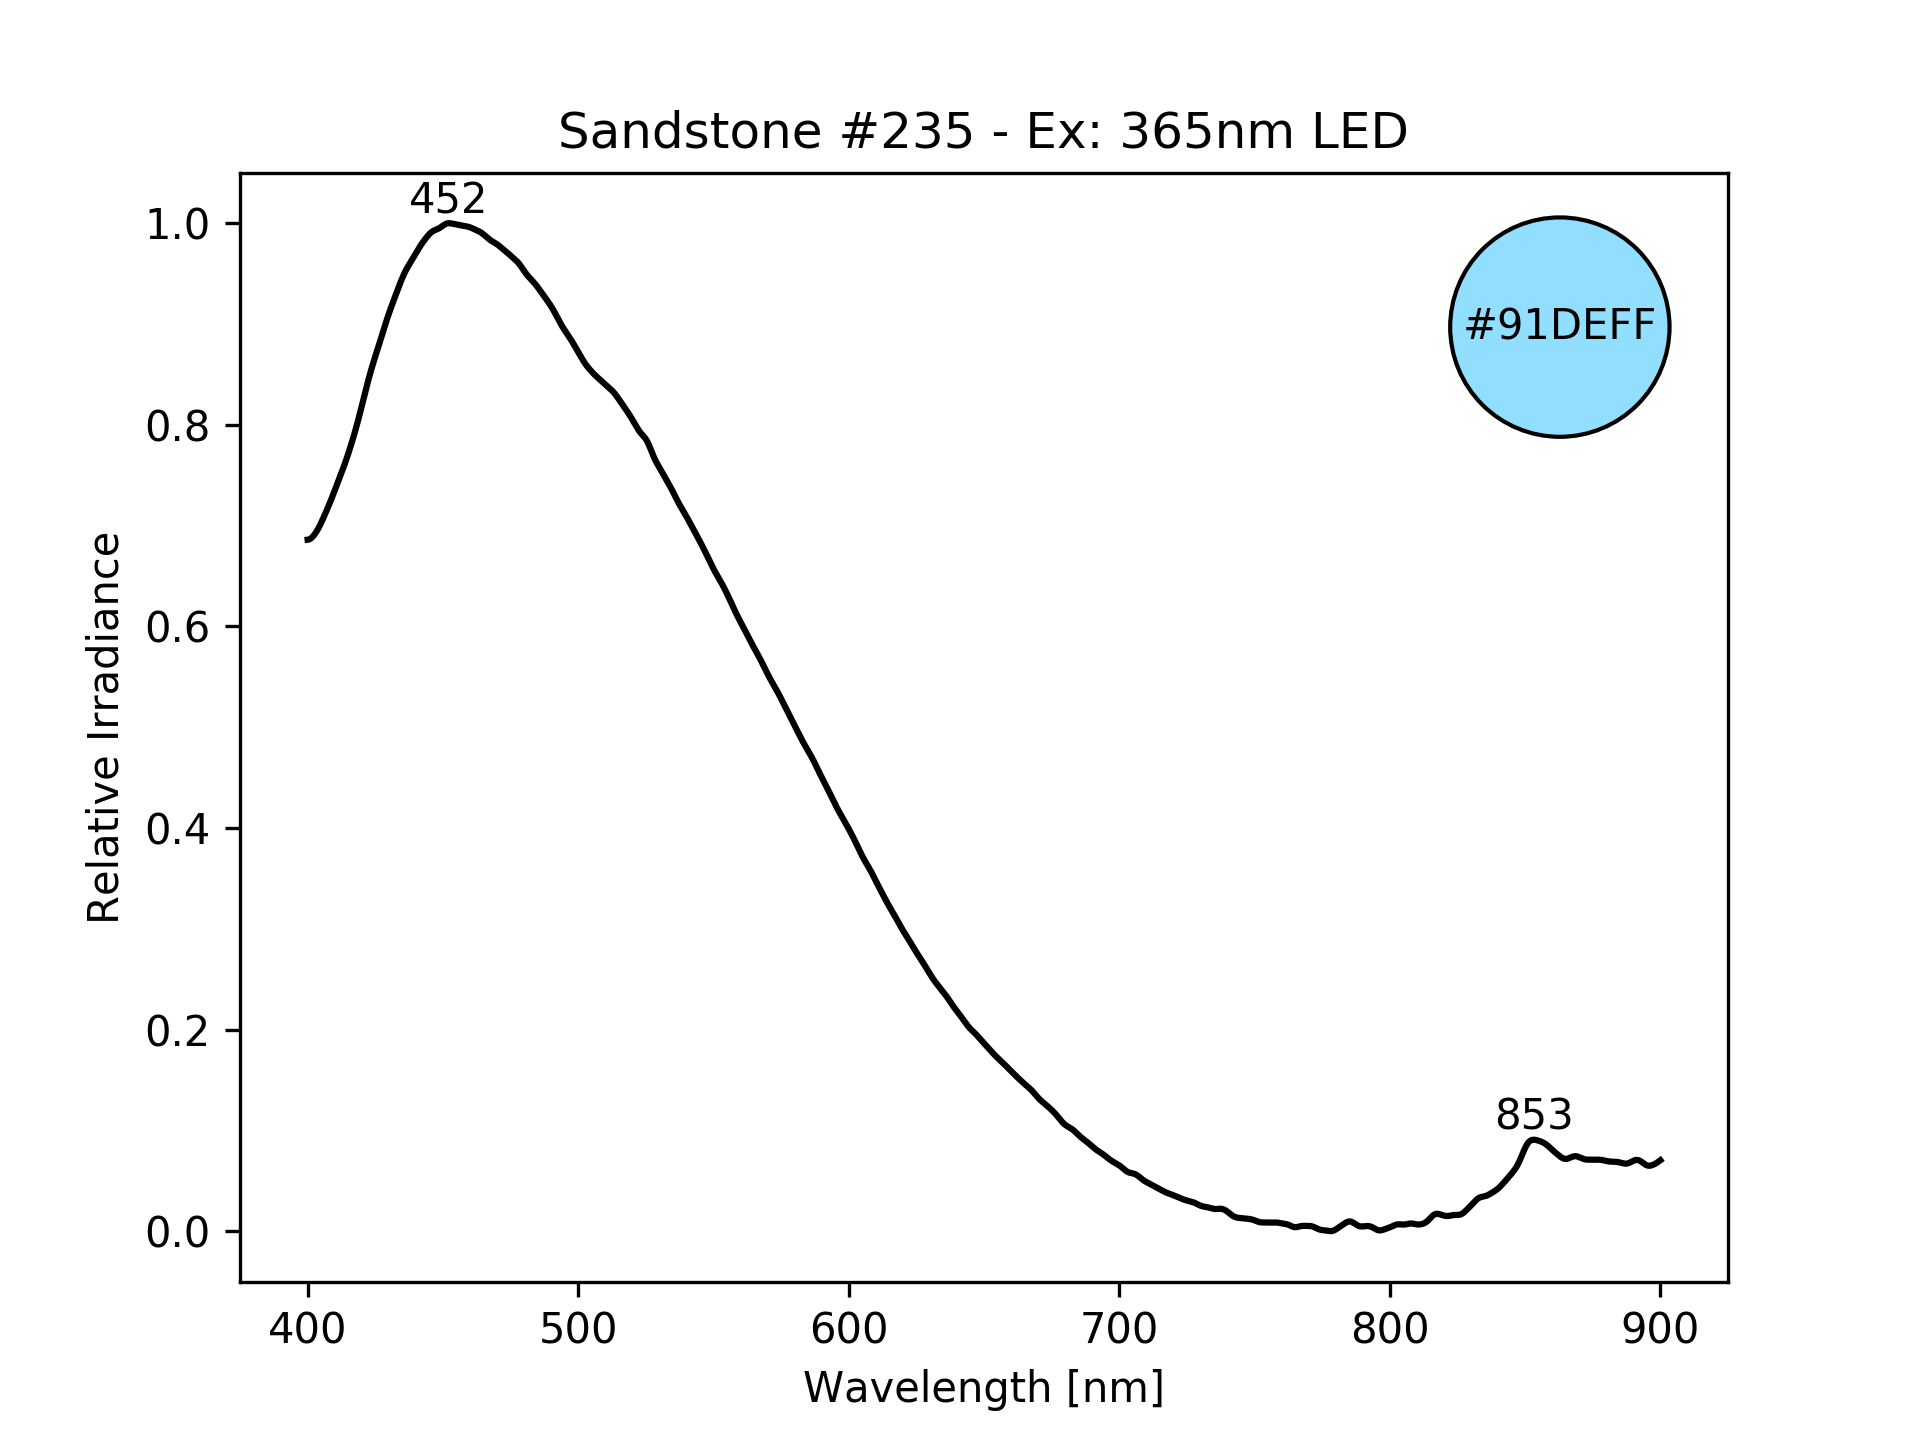 Sandstone #235 - Ex: 365nm LED
452
1.0
#91DEFF
0.8
Relative Irradiance
0.6
0.4
0.2
853
0.0
400 500 600 700 800 900
Wavelength [nm]